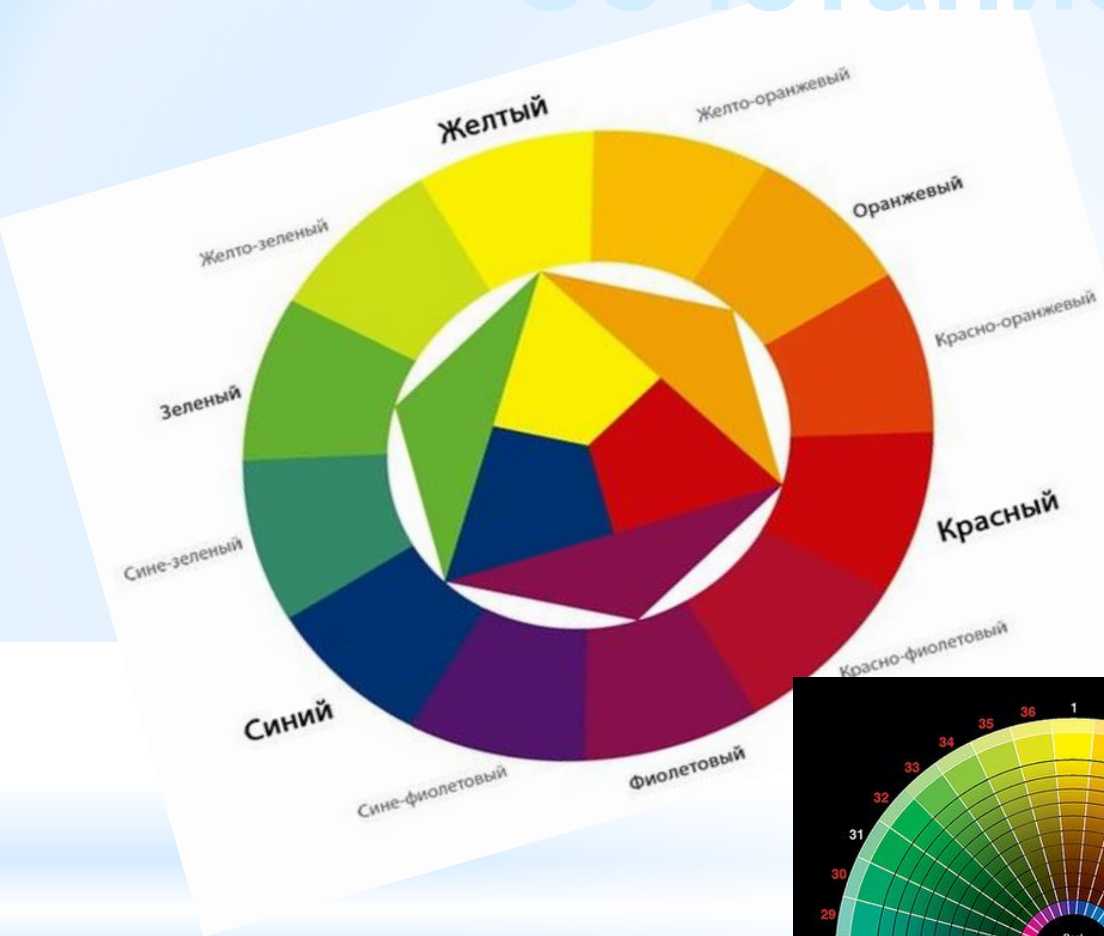 Желтый
Желто-оранжевый
Оранжевый
Желто-зеленый
Красно-оранжевый
Зеленый
Красный
Сине-зеленый
Красно-фиолетовый
Синий
Фиолетовый
Сине-фиолетовый
1
36
35
34
33
32
31
30
29